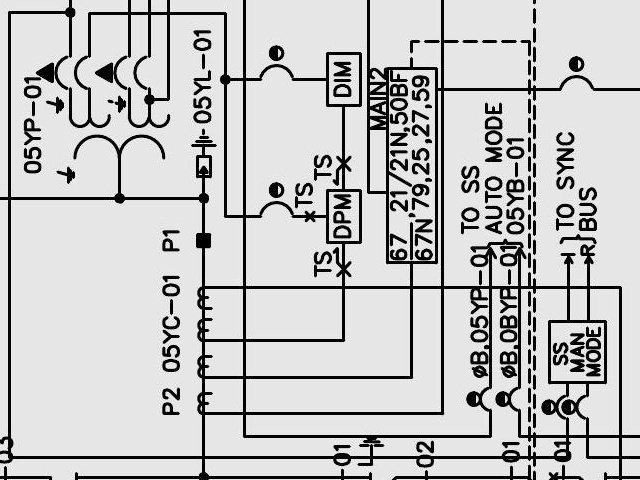 05YP-01
05YL-01
DIM
MAIN2
67, 21/21N,50BF
79,25,27,59
67N
TO SS
AUTO MODE
05YB-01
TO SYNC
BUS
R
TS
TS
TS
DPM
P1
05YC-01
P2
ØB,05YP-01
ØB,0BYP-01
SS
MAN
MODE
03
01
02
01
01